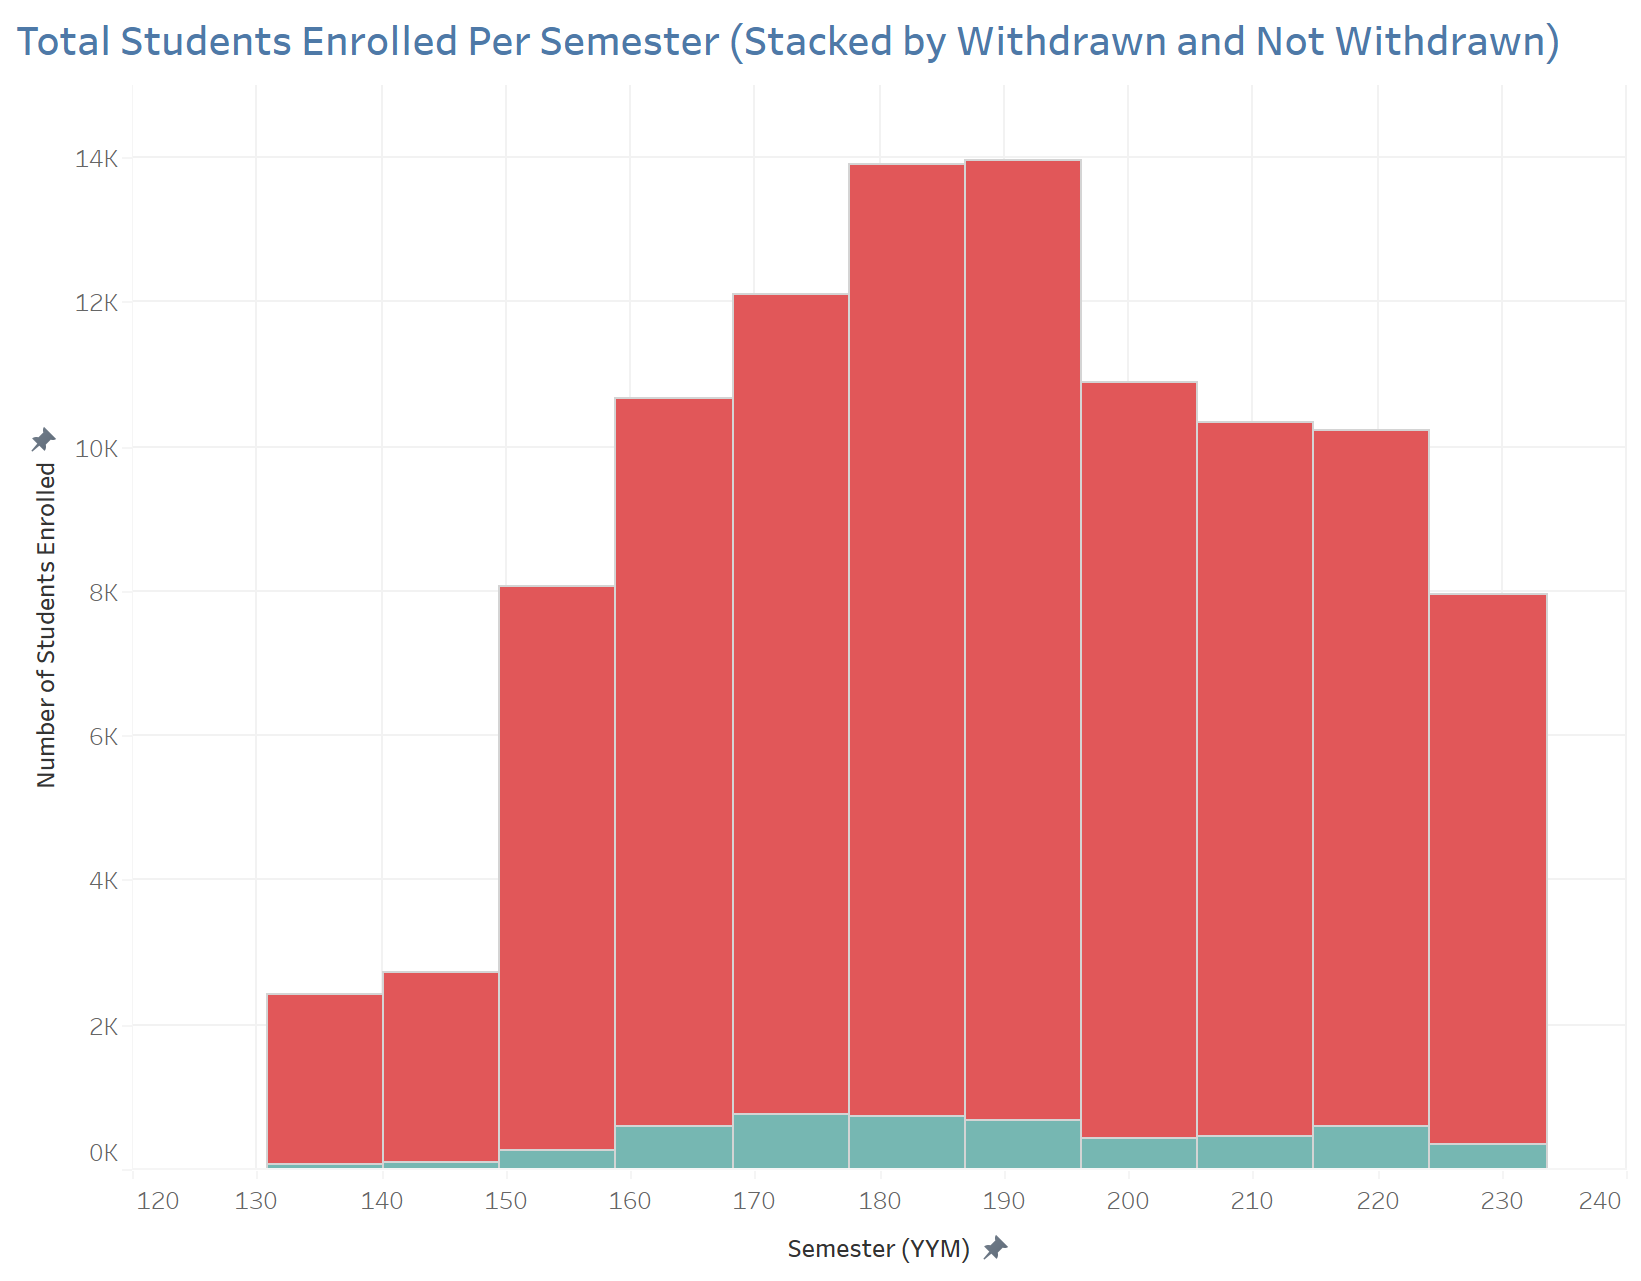 Total Students Enrolled Per Semester (Stacked by Withdrawn and Not Withdrawn)
14K
12K
10K
8K
6K
4K
2K
0K
Number of Students Enrolled
120 130 140 150 160 170 180 190 200 210 220 230 240
Semester (YYM)